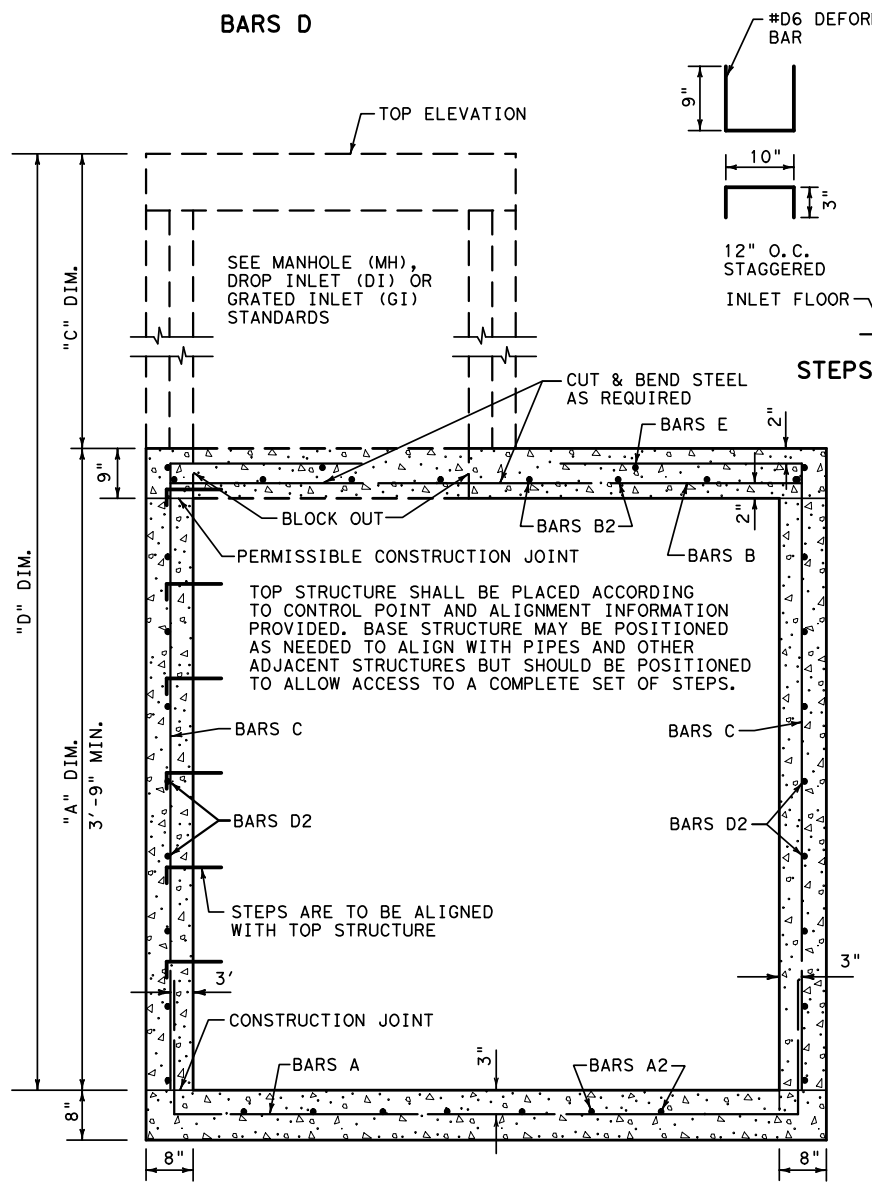 BARS D
#D6 DEFOR
BAR
9"
10"
3"
12" O.C.
STAGGERED
INLET FLOOR
STEPS
TOP ELEVATION
SEE MANHOLE (MH),
DROP INLET (DI) OR
GRATED INLET (GI)
STANDARDS
"C" DIM.
"D" DIM.
CUT & BEND STEEL
AS REQUIRED
BARS E
2"
9"
BLOCK OUT
BARS B2
2"
BARS B
PERMISSIBLE CONSTRUCTION JOINT
TOP STRUCTURE SHALL BE PLACED ACCORDING
TO CONTROL POINT AND ALIGNMENT INFORMATION
PROVIDED. BASE STRUCTURE MAY BE POSITIONED
AS NEEDED TO ALIGN WITH PIPES AND OTHER
ADJACENT STRUCTURES BUT SHOULD BE POSITIONED
TO ALLOW ACCESS TO A COMPLETE SET OF STEPS.
"A" DIM.
3'-9" MIN.
BARS C
BARS C
BARS D2
BARS D2
STEPS ARE TO BE ALIGNED
WITH TOP STRUCTURE
3'
3"
CONSTRUCTION JOINT
BARS A
3"
BARS A2
8"
8"
8"